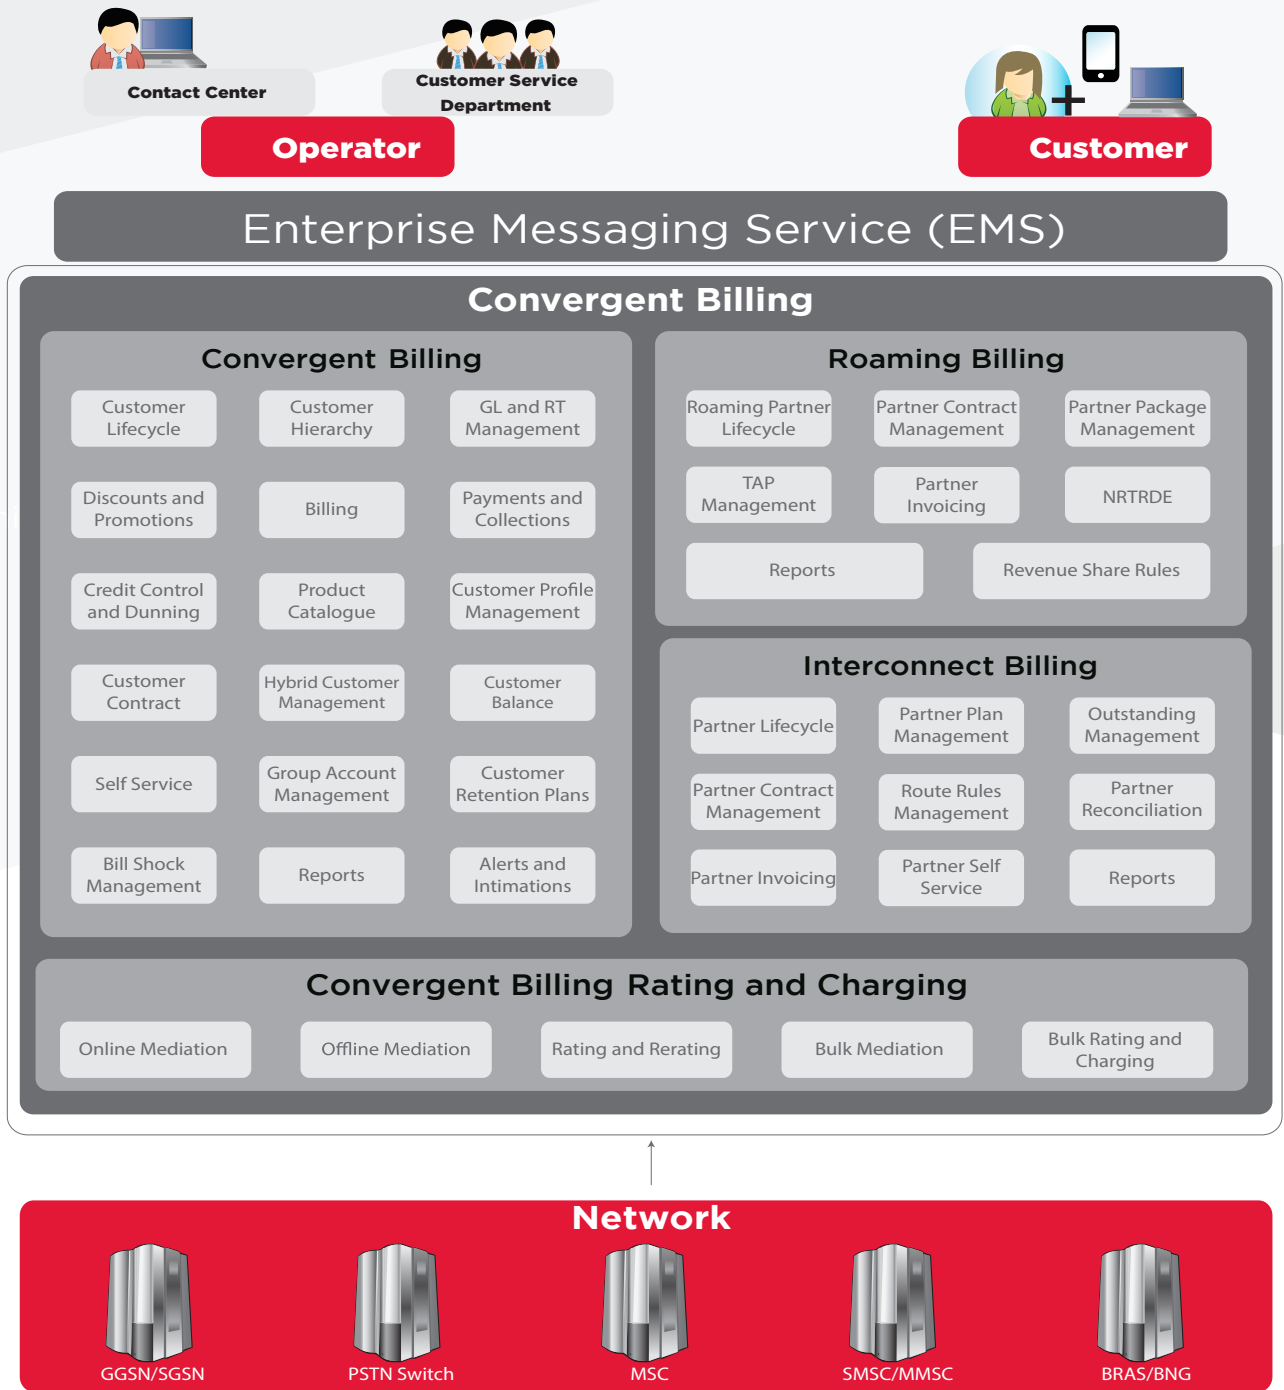 Contact Center
Customer Service
Department
Operator
Customer
Enterprise Messaging Service (EMS)
Convergent Billing
Convergent Billing
Customer
Lifecycle
Customer
Hierarchy
GL and RT
Management
Discounts and
Promotions
Billing
Payments and
Collections
Credit Control
and Dunning
Product
Catalogue
Customer Profile
Management
Customer
Contract
Hybrid Customer
Management
Customer
Balance
Self Service
Group Account
Management
Customer
Retention Plans
Bill Shock
Management
Reports
Alerts and
Intimations
Roaming Billing
Roaming Partner
Lifecycle
Partner Contract
Management
Partner Package
Management
TAP
Management
Partner
Invoicing
NRTRDE
Reports
Revenue Share Rules
Interconnect Billing
Partner Lifecycle
Partner Plan
Management
Outstanding
Management
Partner Contract
Management
Route Rules
Management
Partner
Reconciliation
Partner Invoicing
Partner Self
Service
Reports
Convergent Billing Rating and Charging
Online Mediation
Offline Mediation
Rating and Rerating
Bulk Mediation
Bulk Rating and
Charging
Network
GGSN/SGSN
PSTN Switch
MSC
SMSC/MMSC
BRAS/BNG